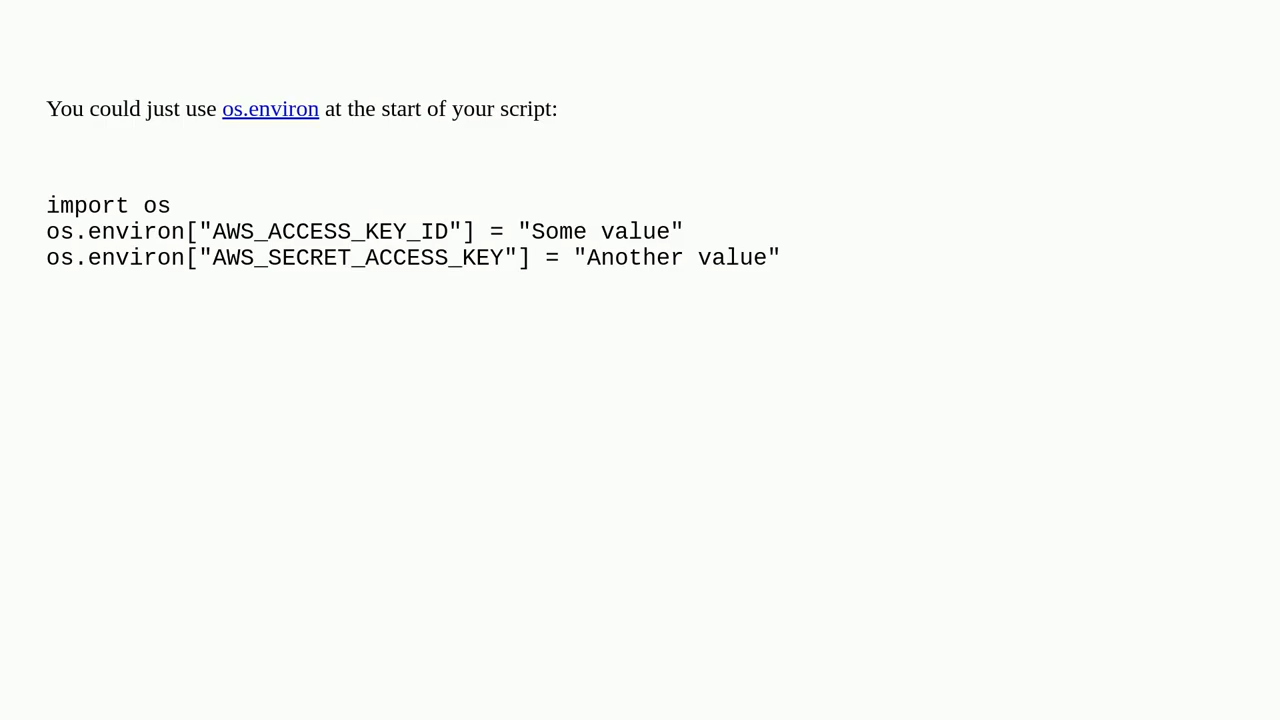 You could just use os.environ at the start of your script:
import os
os.environ["AWS_ACCESS_KEY_ID"] = "Some value"
os.environ["AWS_SECRET_ACCESS_KEY"] = "Another value"